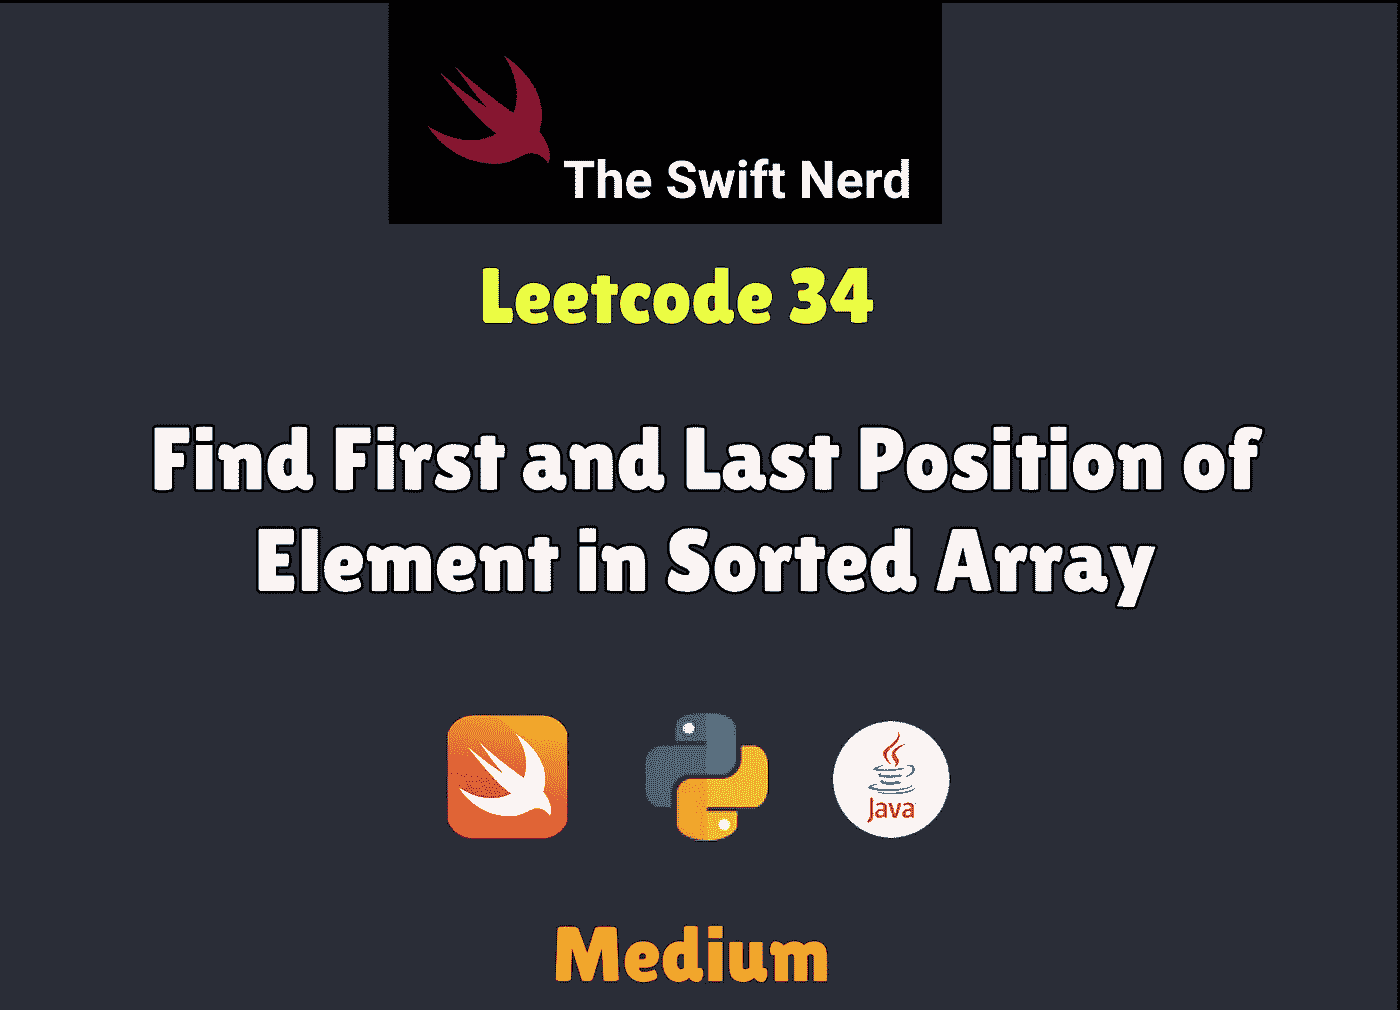 The Swift Nerd
Leetcode 34
Find First and Last Position of
Element in Sorted Array
Java
Medium